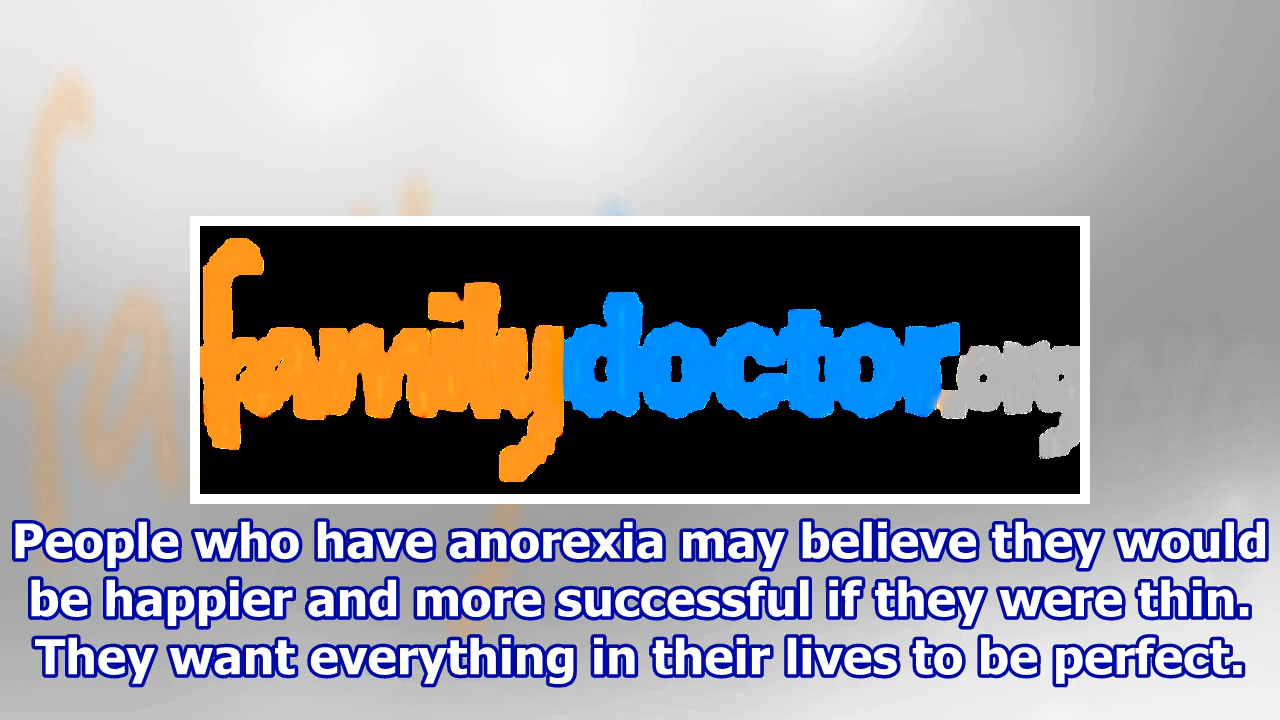 familydoctor.org
People who have anorexia may believe they would
be happier and more successful if they were thin.
They want everything in their lives to be perfect.